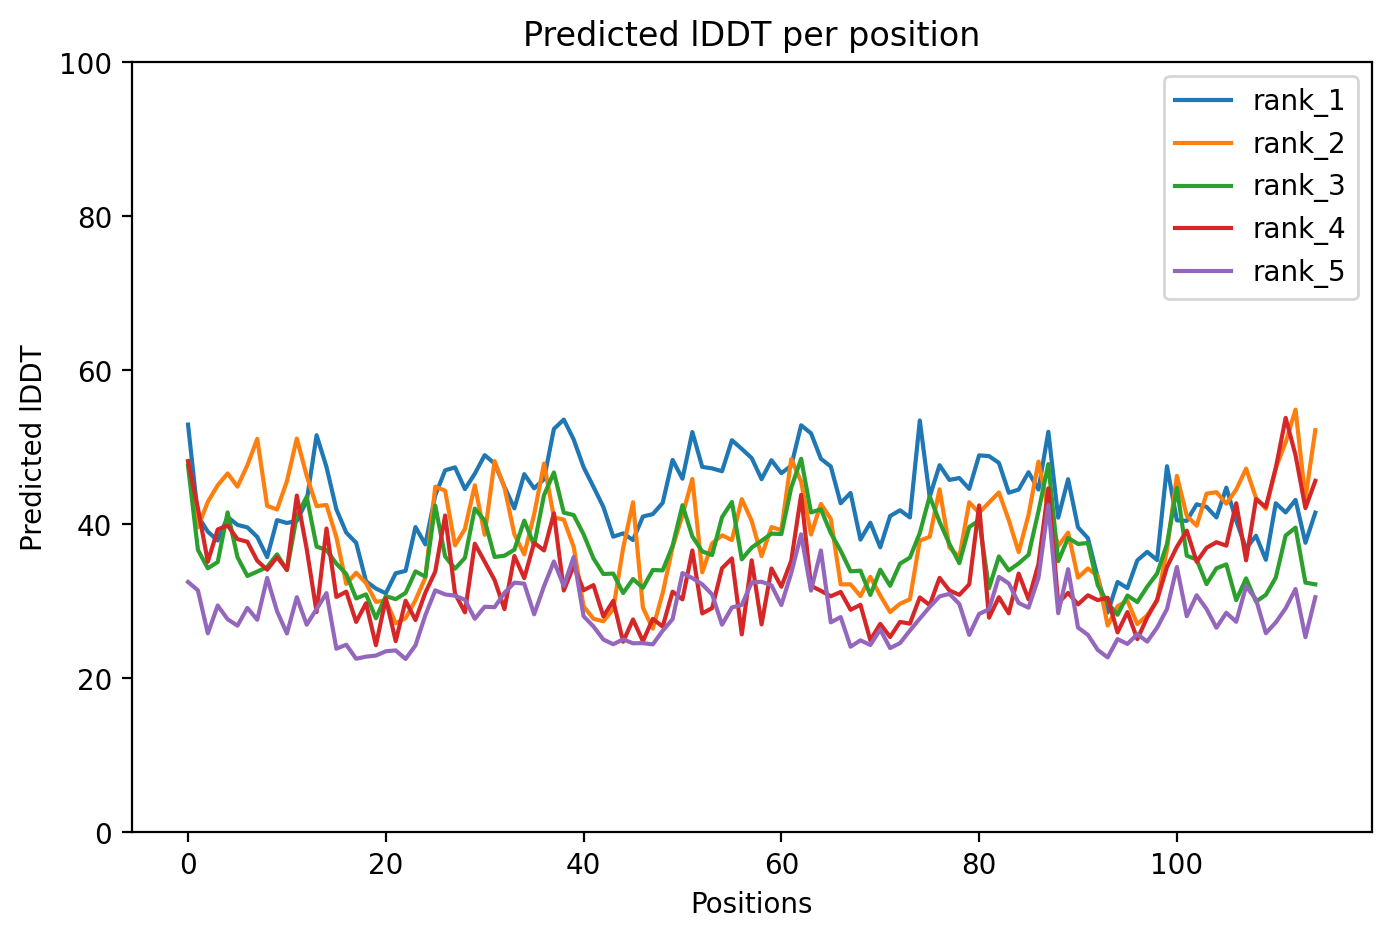 Predicted lDDT per position
100
80
60
40
20
0
Predicted lDDT
0 20 40 60 80 100
Positions
rank_1
rank_2
rank_3
rank_4
rank_5